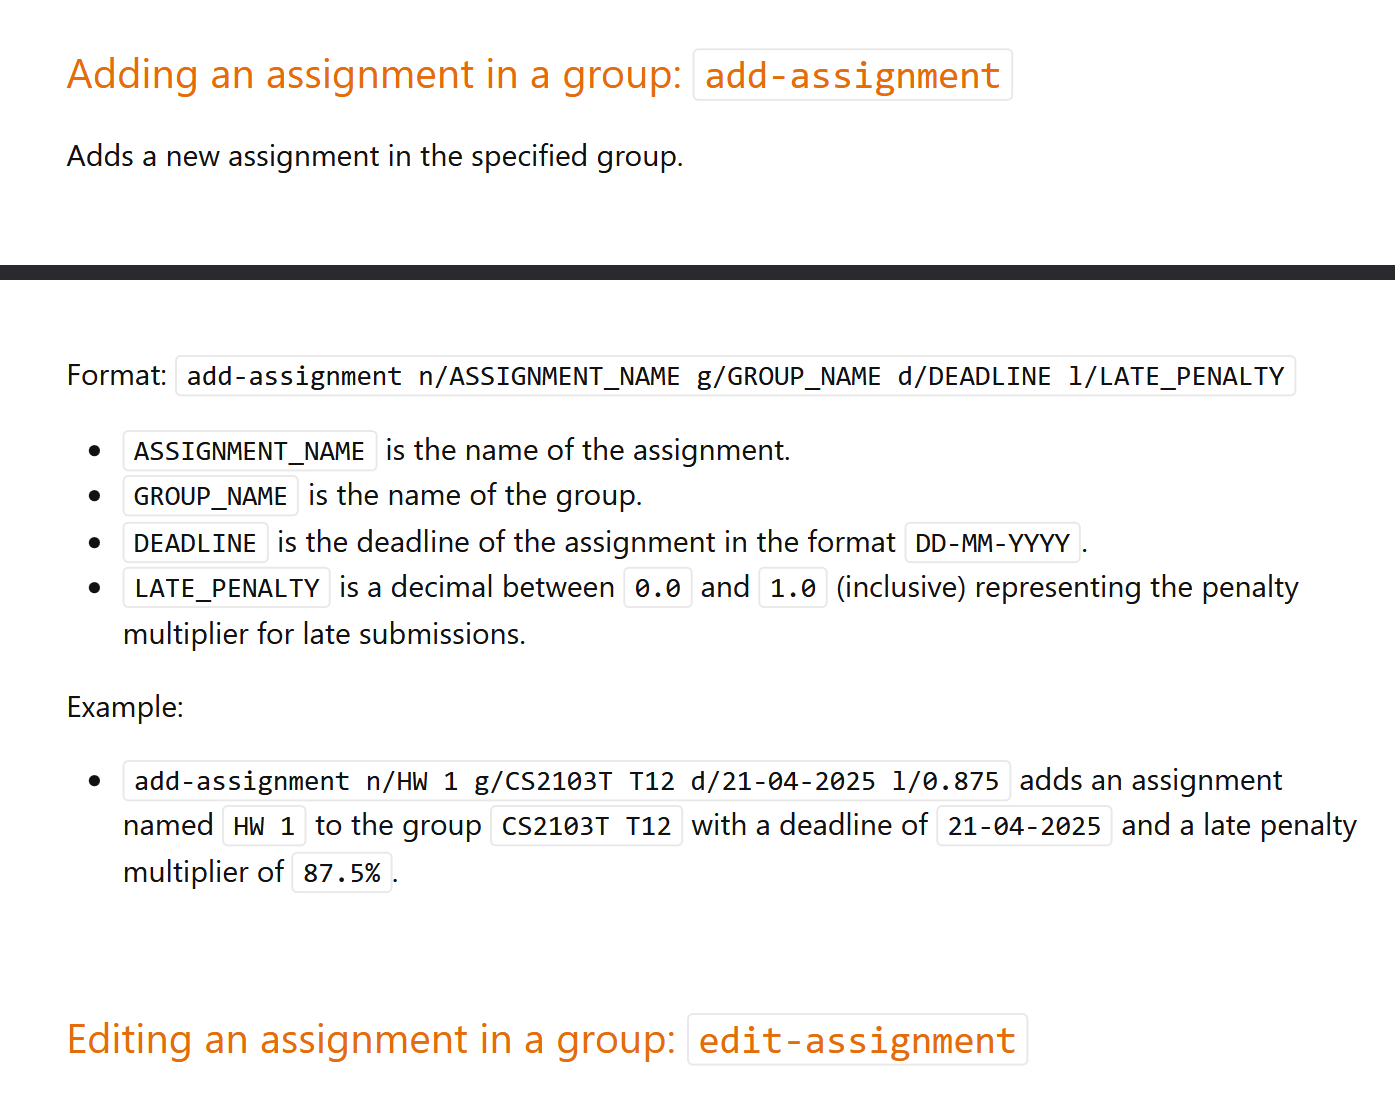 Adding an assignment in a group: add-assignment
Adds a new assignment in the specified group.
Format: add-assignment n/ASSIGNMENT_NAME g/GROUP_NAME d/DEADLINE l/LATE_PENALTY
• ASSIGNMENT_NAME is the name of the assignment.
• GROUP_NAME is the name of the group.
• DEADLINE is the deadline of the assignment in the format DD-MM-YYYY.
• LATE_PENALTY is a decimal between 0.0 and 1.0 (inclusive) representing the penalty
multiplier for late submissions.
Example:
• add-assignment n/HW 1 g/CS2103T T12 d/21-04-2025 l/0.875 adds an assignment
named HW 1 to the group CS2103T T12 with a deadline of 21-04-2025 and a late penalty
multiplier of 87.5%.
Editing an assignment in a group: edit-assignment